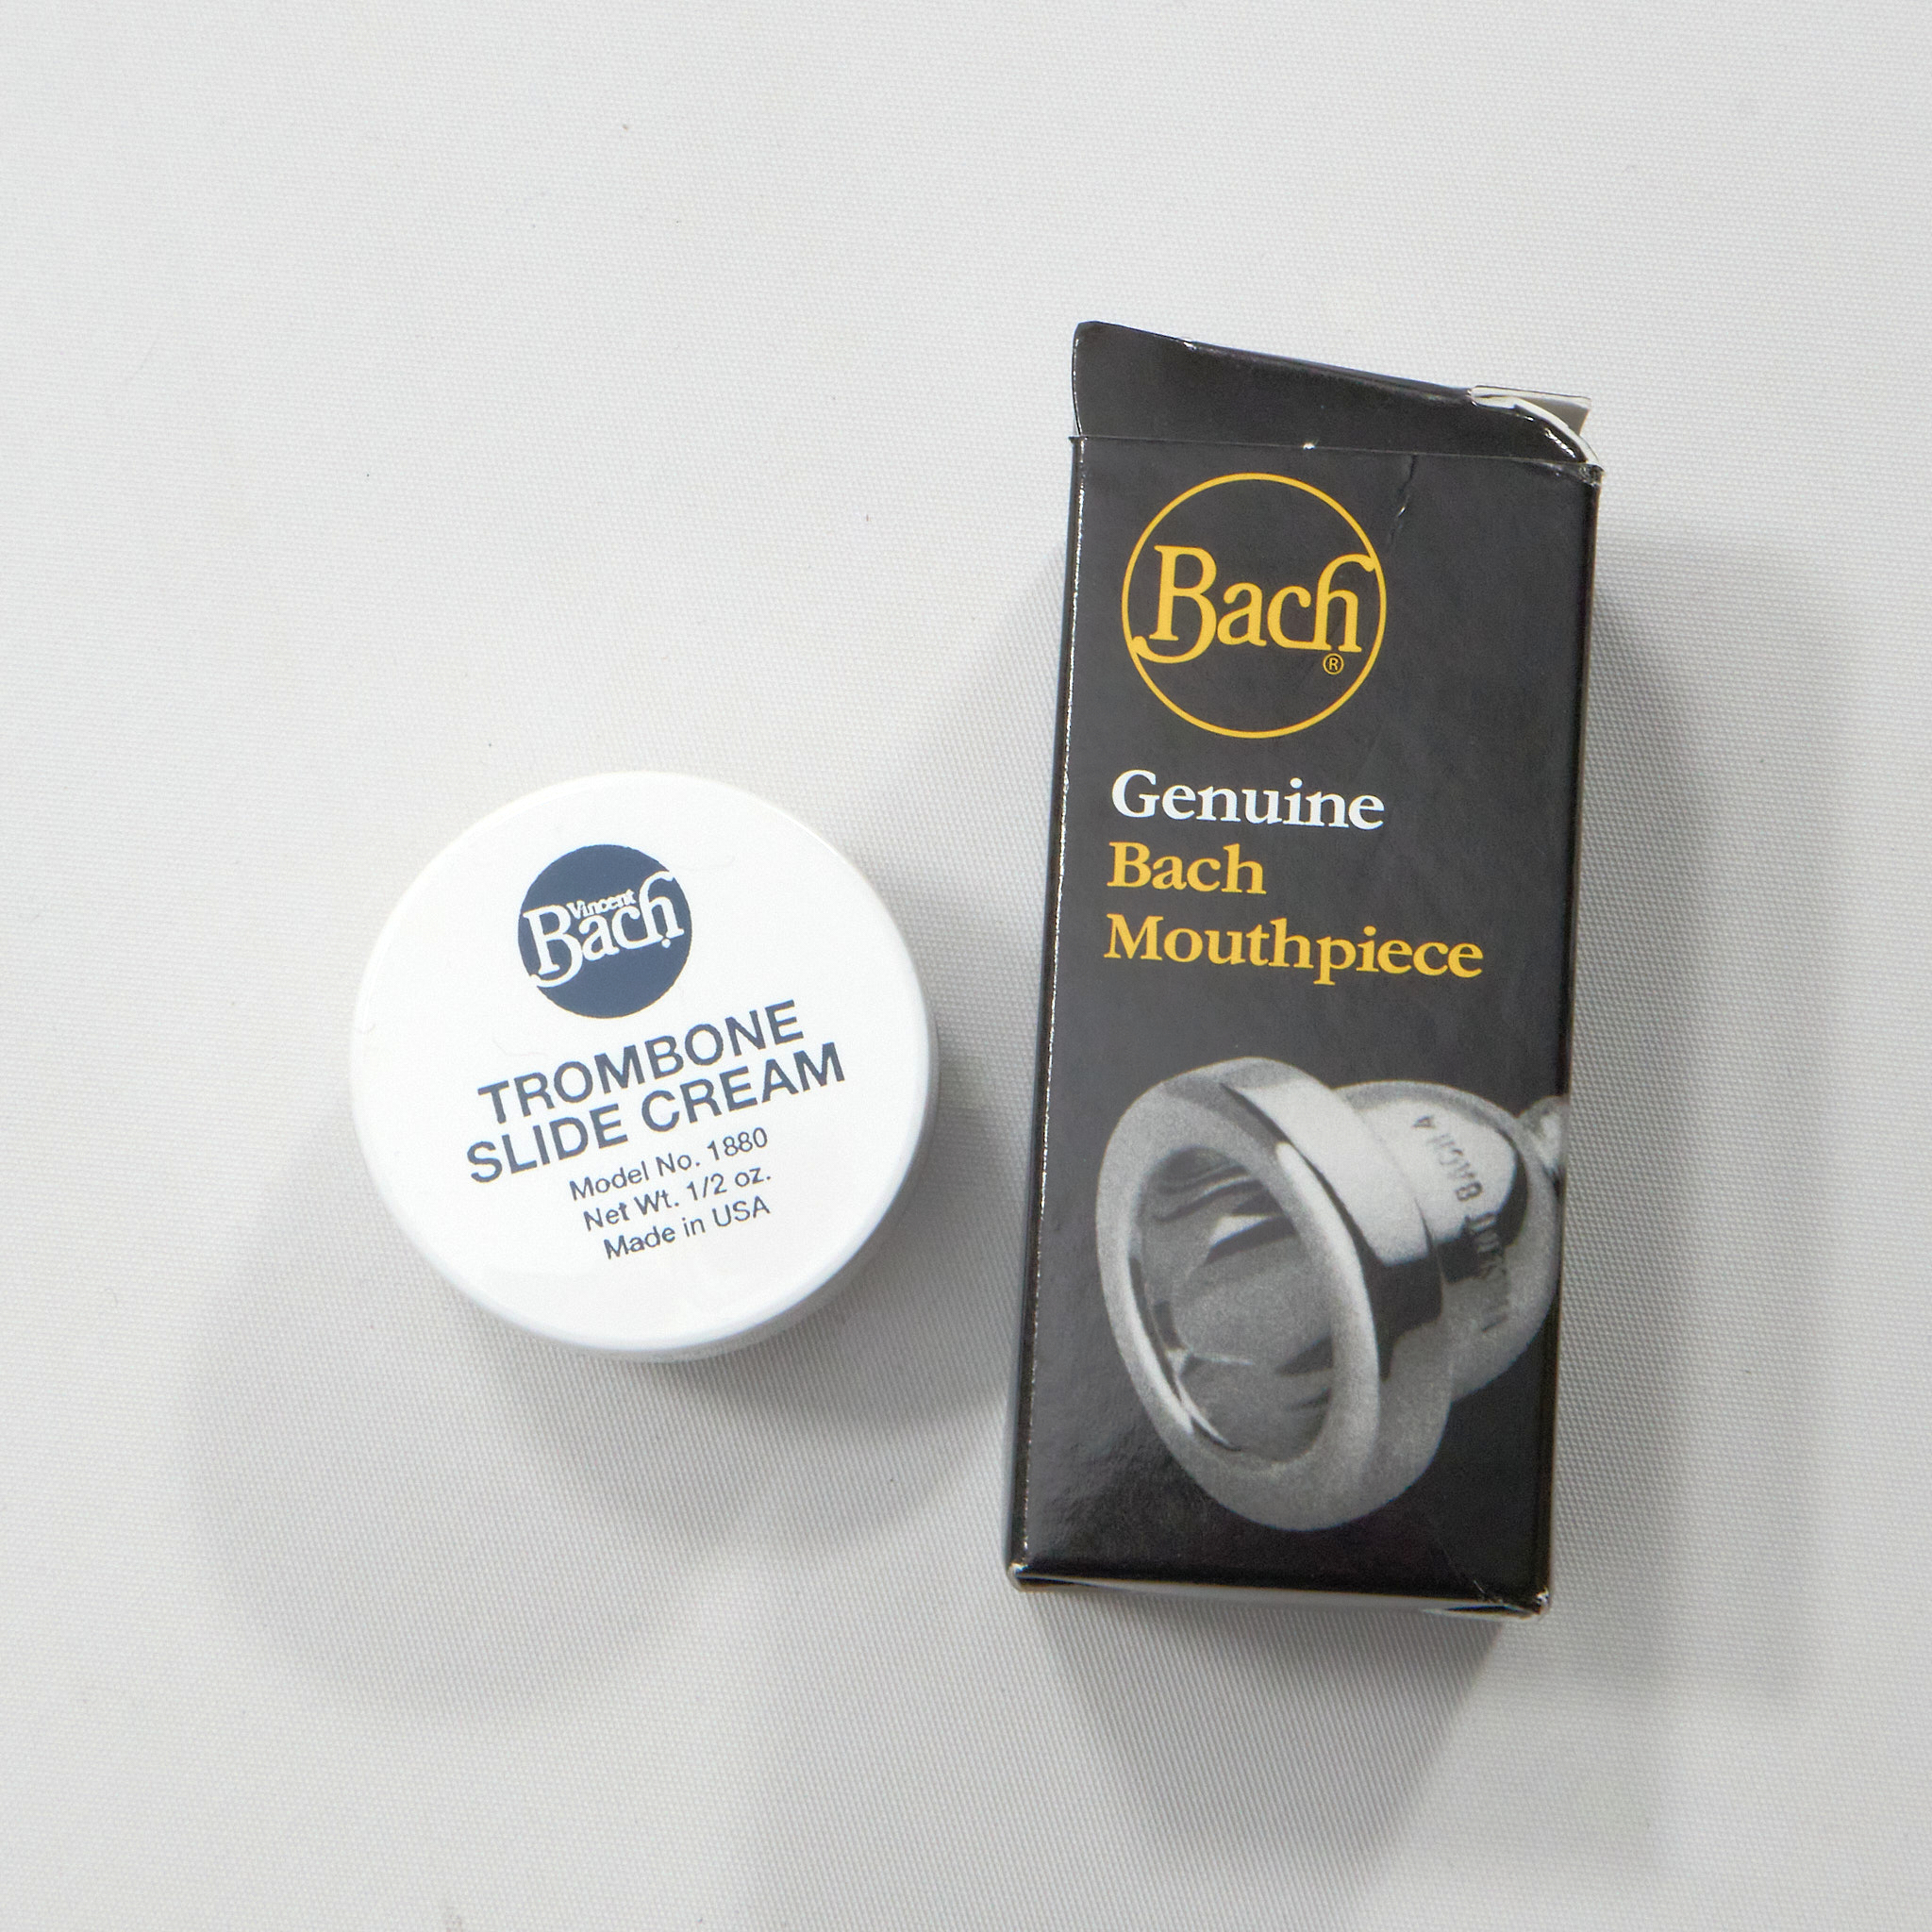 Vincent
Bach
TROMBONE
SLIDE CREAM
Model No. 1880
Net Wt. 1/2 oz.
Made in USA
Bach
®
Genuine
Bach
Mouthpiece
BACH